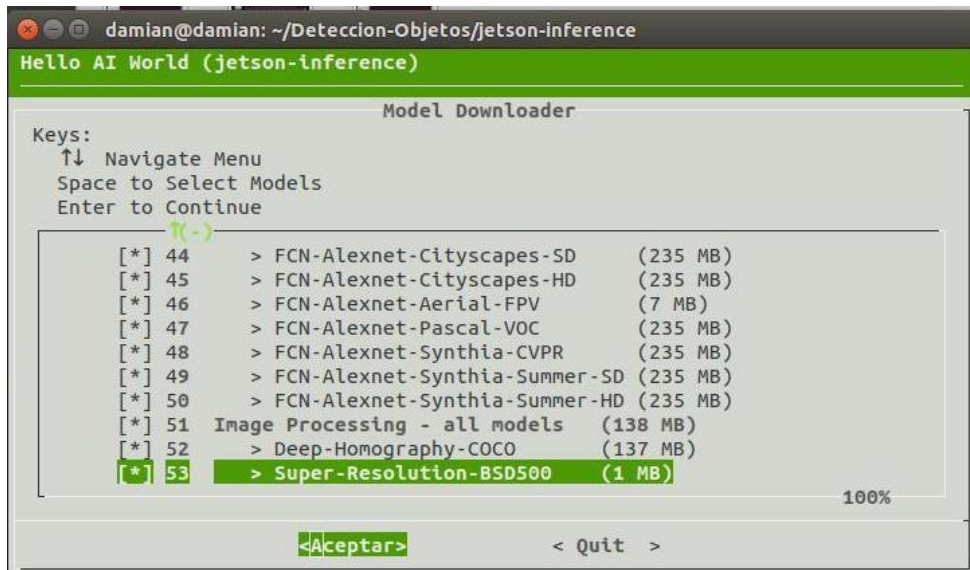 damian@damian: ~/Deteccion-Objetos/jetson-inference
Hello AI World (jetson-inference)
Model Downloader
Keys:
↑↓ Navigate Menu
Space to Select Models
Enter to Continue
↑(-)
[*] 44 > FCN-Alexnet-Cityscapes-SD (235 MB)
[*] 45 > FCN-Alexnet-Cityscapes-HD (235 MB)
[*] 46 > FCN-Alexnet-Aerial-FPV (7 MB)
[*] 47 > FCN-Alexnet-Pascal-VOC (235 MB)
[*] 48 > FCN-Alexnet-Synthia-CVPR (235 MB)
[*] 49 > FCN-Alexnet-Synthia-Summer-SD (235 MB)
[*] 50 > FCN-Alexnet-Synthia-Summer-HD (235 MB)
[*] 51 Image Processing - all models (138 MB)
[*] 52 > Deep-Homography-COCO (137 MB)
[*] 53 > Super-Resolution-BSD500 (1 MB)
100%
<Aceptar> < Quit >